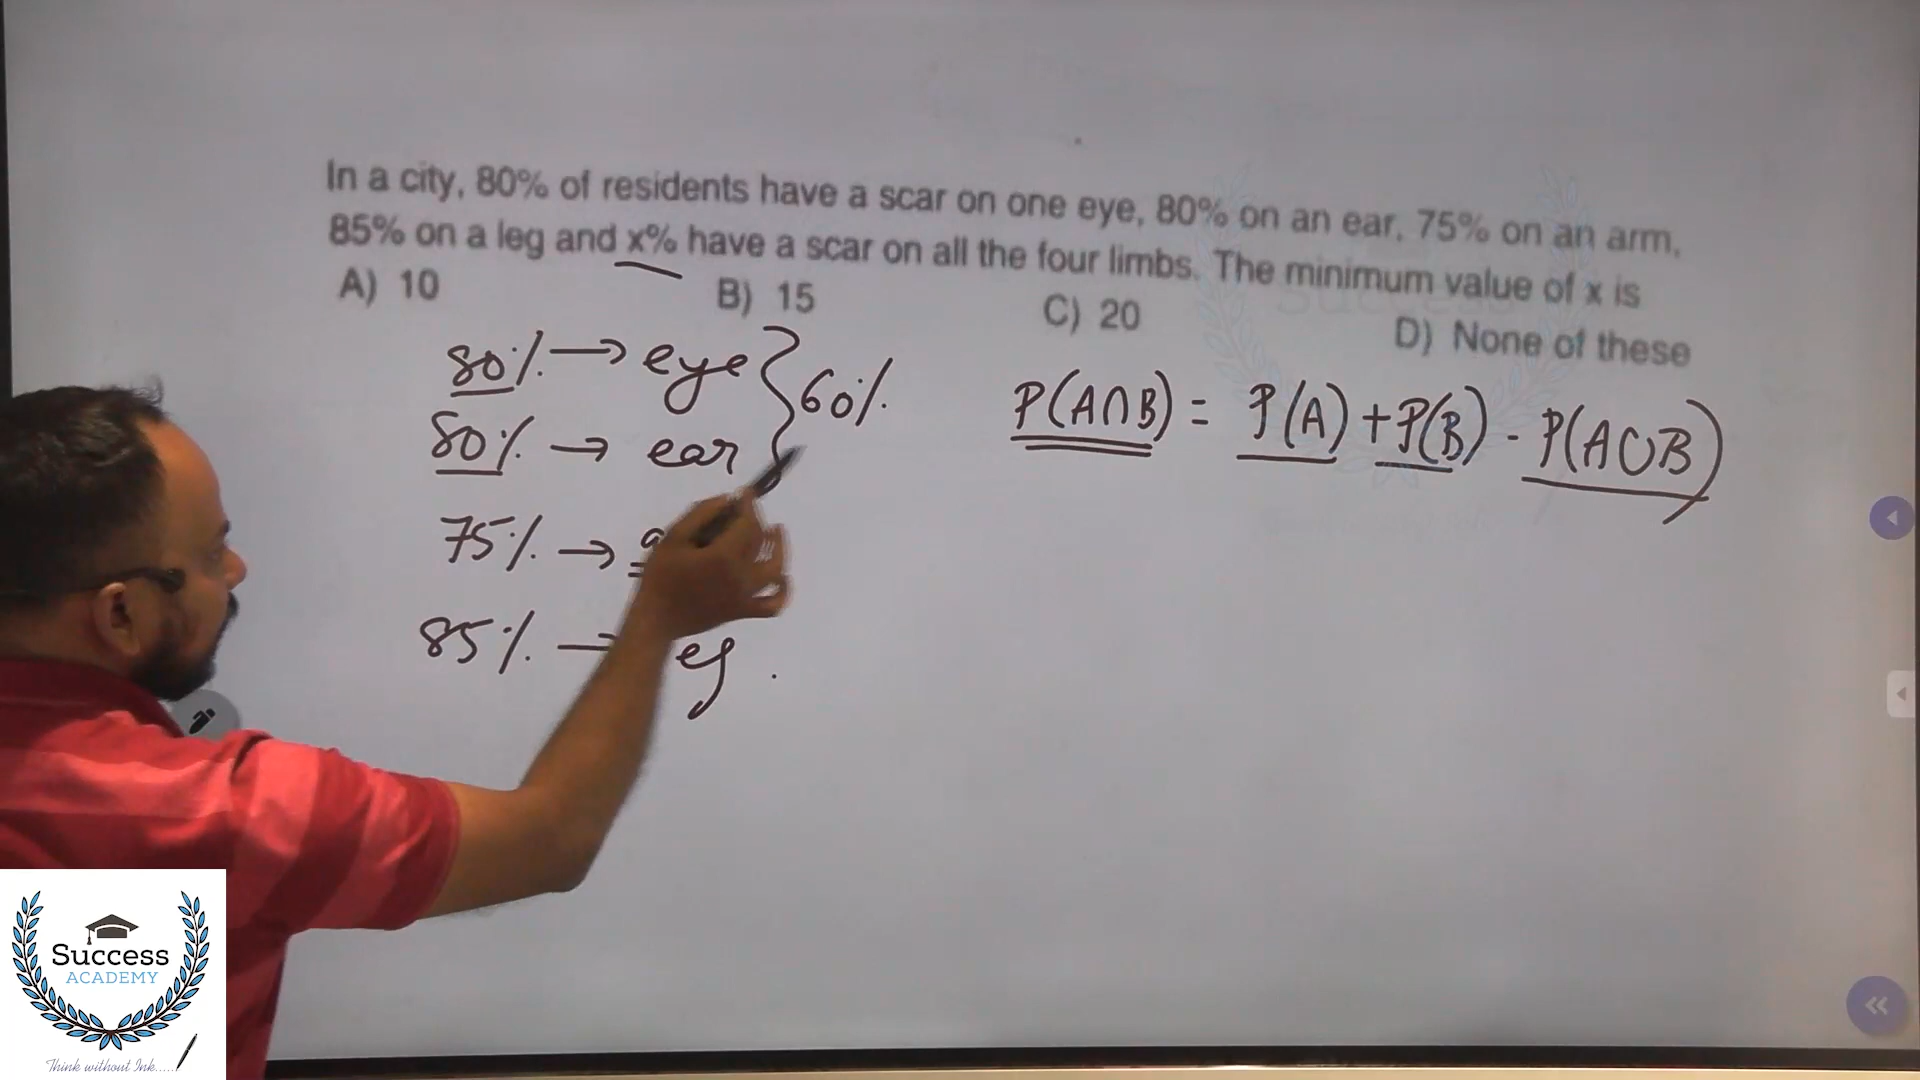 In a city, 80% of residents have a scar on one eye, 80% on an ear, 75% on an arm,
85% on a leg and x% have a scar on all the four limbs. The minimum value of x is
A) 10 B) 15 C) 20 D) None of these
80% → eye } 60%
80% → ear
75% →
85% → eg .
P(A∩B) = P(A) + P(B) - P(A∪B)
Success
ACADEMY
Think without Ink.....